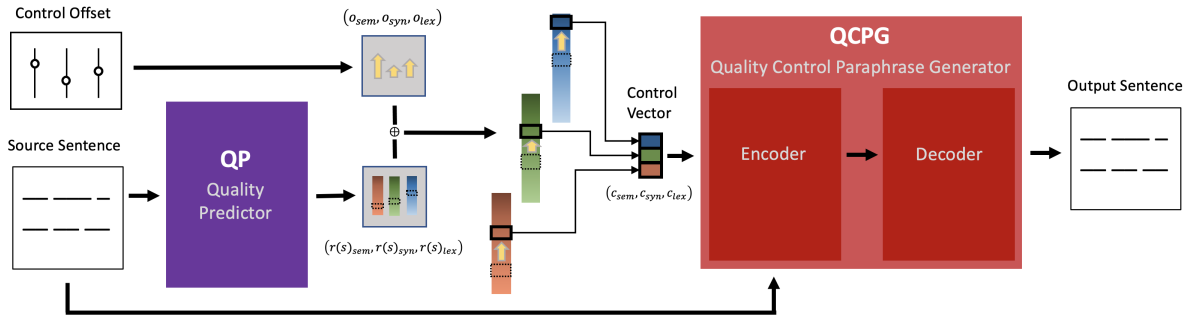 Control Offset
(o_sem, o_syn, o_lex)
QCPG
Quality Control Paraphrase Generator
Control
Vector
Output Sentence
Source Sentence
QP
Quality
Predictor
⊕
Encoder
Decoder
(c_sem, c_syn, c_lex)
(r(s)_sem, r(s)_syn, r(s)_lex)